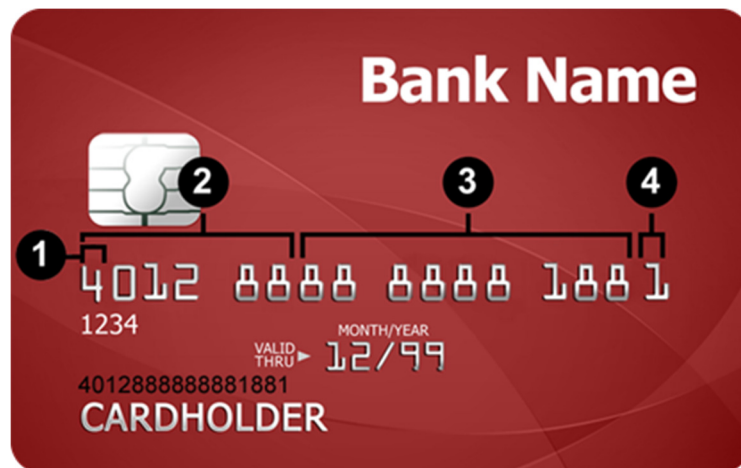 Bank Name
2 3 4
1
4012 8888 8888 1881
1234
MONTH/YEAR
VALID THRU 12/99
4012888888881881
CARDHOLDER